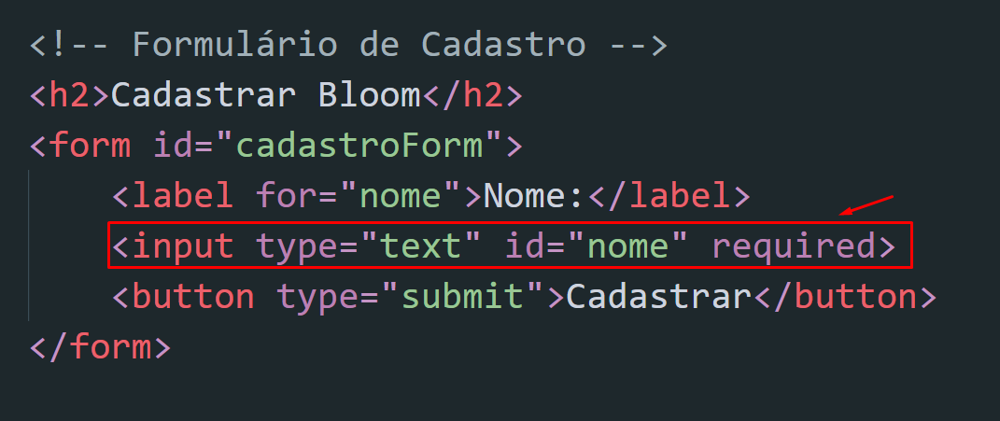 <!-- Formulário de Cadastro -->
<h2>Cadastrar Bloom</h2>
<form id="cadastroForm">
<label for="nome">Nome:</label>
<input type="text" id="nome" required>
<button type="submit">Cadastrar</button>
</form>